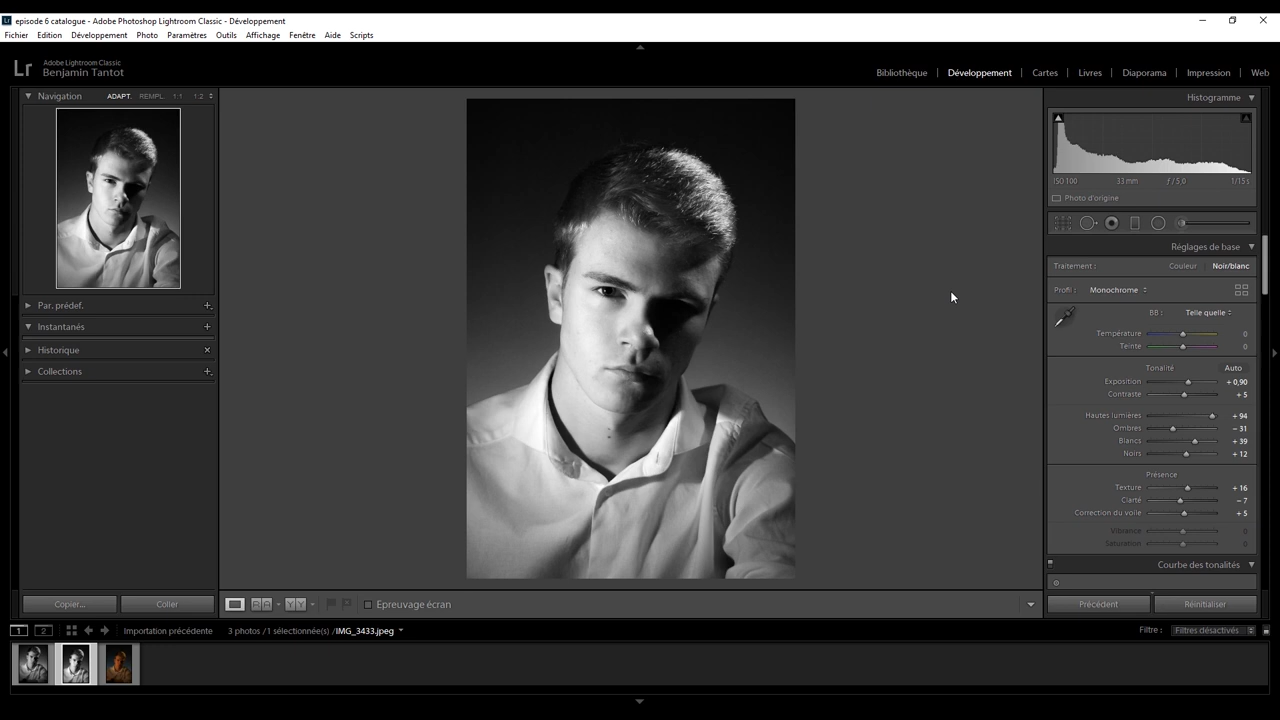 Lr episode 6 catalogue - Adobe Photoshop Lightroom Classic - Développement
Fichier Edition Développement Photo Paramètres Outils Affichage Fenêtre Aide Scripts
Lr Adobe Lightroom Classic
Benjamin Tantot
Bibliothèque | Développement | Cartes | Livres | Diaporama | Impression | Web
Navigation ADAPT. REMPL. 1:1 1:2
Par. prédef.
Instantanés
Historique
Collections
Copier... Coller
Histogramme
ISO 100 33 mm ƒ / 5,0 1/15 s
Photo d'origine
Réglages de base
Traitement : Couleur Noir/blanc
Profil : Monochrome
BB : Telle quelle
Température 0
Teinte 0
Tonalité Auto
Exposition + 0,90
Contraste + 5
Hautes lumières + 94
Ombres – 31
Blancs + 39
Noirs + 12
Présence
Texture + 16
Clarté – 7
Correction du voile + 5
Vibrance 0
Saturation 0
Courbe des tonalités
Précédent Réinitialiser
Epreuvage écran
1 2 Importation précédente 3 photos /1 sélectionnée(s) /IMG_3433.jpeg
Filtre : Filtres désactivés